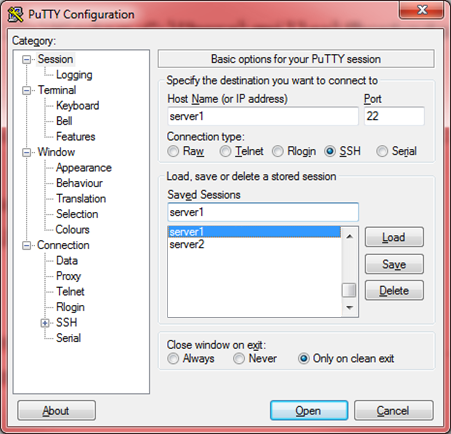 PuTTY Configuration
Category:
Session
Logging
Terminal
Keyboard
Bell
Features
Window
Appearance
Behaviour
Translation
Selection
Colours
Connection
Data
Proxy
Telnet
Rlogin
SSH
Serial
Basic options for your PuTTY session
Specify the destination you want to connect to
Host Name (or IP address) Port
server1 22
Connection type:
Raw Telnet Rlogin SSH Serial
Load, save or delete a stored session
Saved Sessions
server1
server1 Load
server2
Save
Delete
Close window on exit:
Always Never Only on clean exit
About Open Cancel